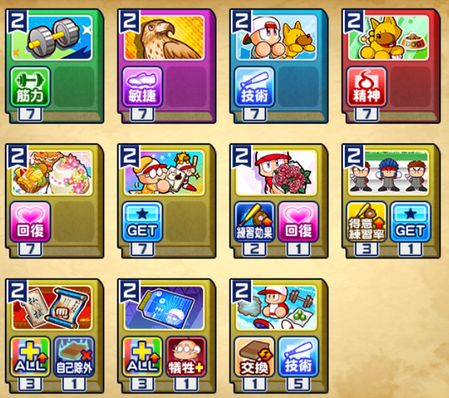 2 2 2 2
筋力 敏捷 技術 精神
7 7 7 7
2 2 2 2
回復 GET 練習効果 回復 得意練習率 GET
7 7 2 1 3 1
2 2 2
ALL 自己除外 ALL 犠牲+ 交換 技術
3 1 3 1 1 5